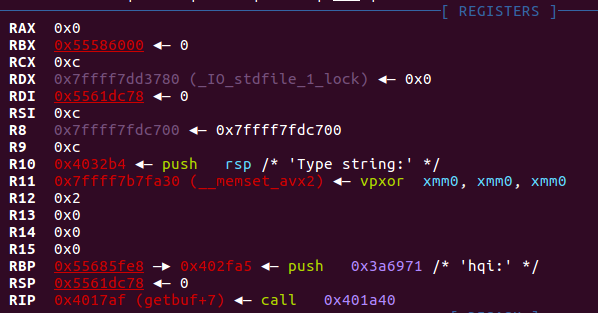 [ REGISTERS ]
RAX 0x0
RBX 0x55586000 ◂— 0
RCX 0xc
RDX 0x7ffff7dd3780 (_IO_stdfile_1_lock) ◂— 0x0
RDI 0x5561dc78 ◂— 0
RSI 0xc
R8 0x7ffff7fdc700 ◂— 0x7ffff7fdc700
R9 0xc
R10 0x4032b4 ◂— push rsp /* 'Type string:' */
R11 0x7ffff7b7fa30 (__memset_avx2) ◂— vpxor xmm0, xmm0, xmm0
R12 0x2
R13 0x0
R14 0x0
R15 0x0
RBP 0x55685fe8 —▸ 0x402fa5 ◂— push 0x3a6971 /* 'hqi:' */
RSP 0x5561dc78 ◂— 0
RIP 0x4017af (getbuf+7) ◂— call 0x401a40